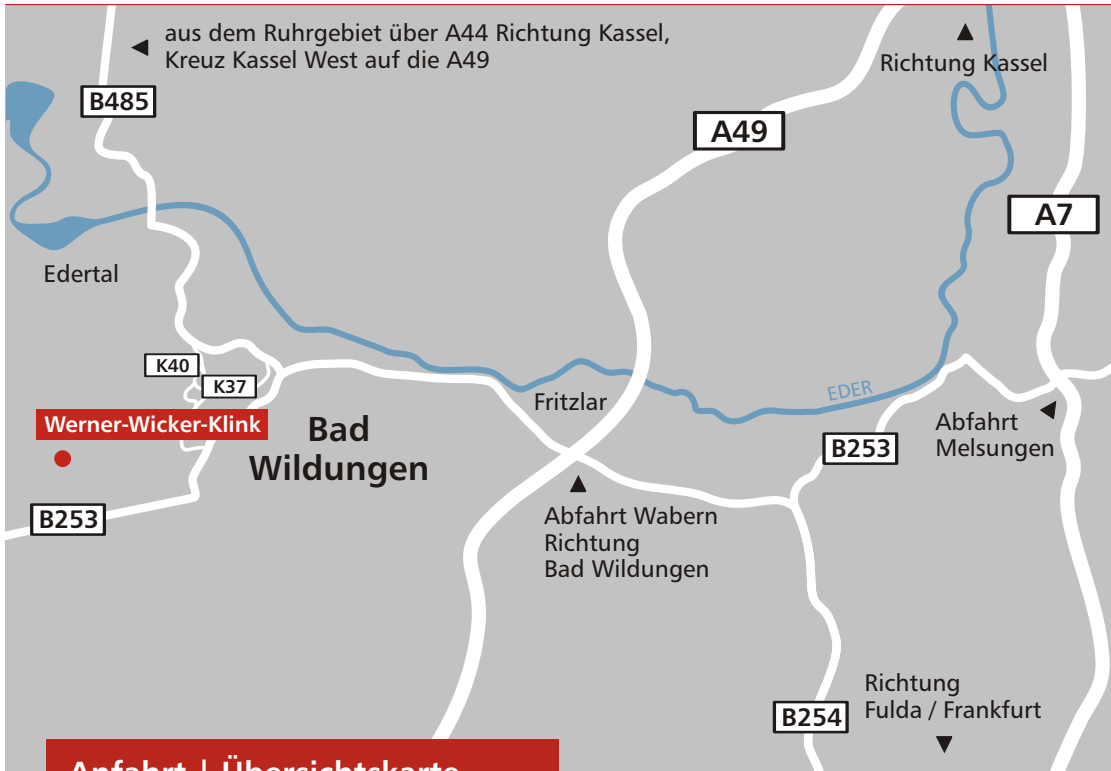 aus dem Ruhrgebiet über A44 Richtung Kassel,
Kreuz Kassel West auf die A49
Richtung Kassel
B485
A49
A7
Edertal
K40
K37
Werner-Wicker-Klink
Bad
Wildungen
Fritzlar
EDER
B253
Abfahrt
Melsungen
B253
Abfahrt Wabern
Richtung
Bad Wildungen
Richtung
Fulda / Frankfurt
B254
Anfahrt | Übersichtskarte